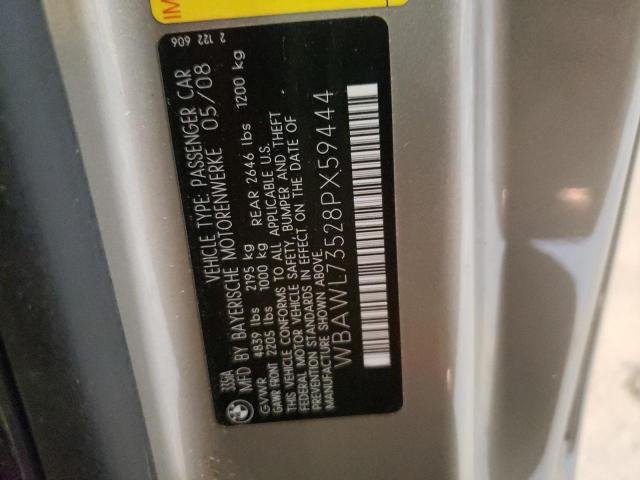 IM
2 122 606
VEHICLE TYPE: PASSENGER CAR
MFD BY BAYERISCHE MOTORENWERKE 05/08
GVWR 4839 lbs 2195 kg
GAWR FRONT 2205 lbs 1000 kg REAR 2646 lbs 1200 kg
THIS VEHICLE CONFORMS TO ALL APPLICABLE U.S.
FEDERAL MOTOR VEHICLE SAFETY, BUMPER AND THEFT
PREVENTION STANDARDS IN EFFECT ON THE DATE OF
MANUFACTURE SHOWN ABOVE.
WBAWL73528PX59444